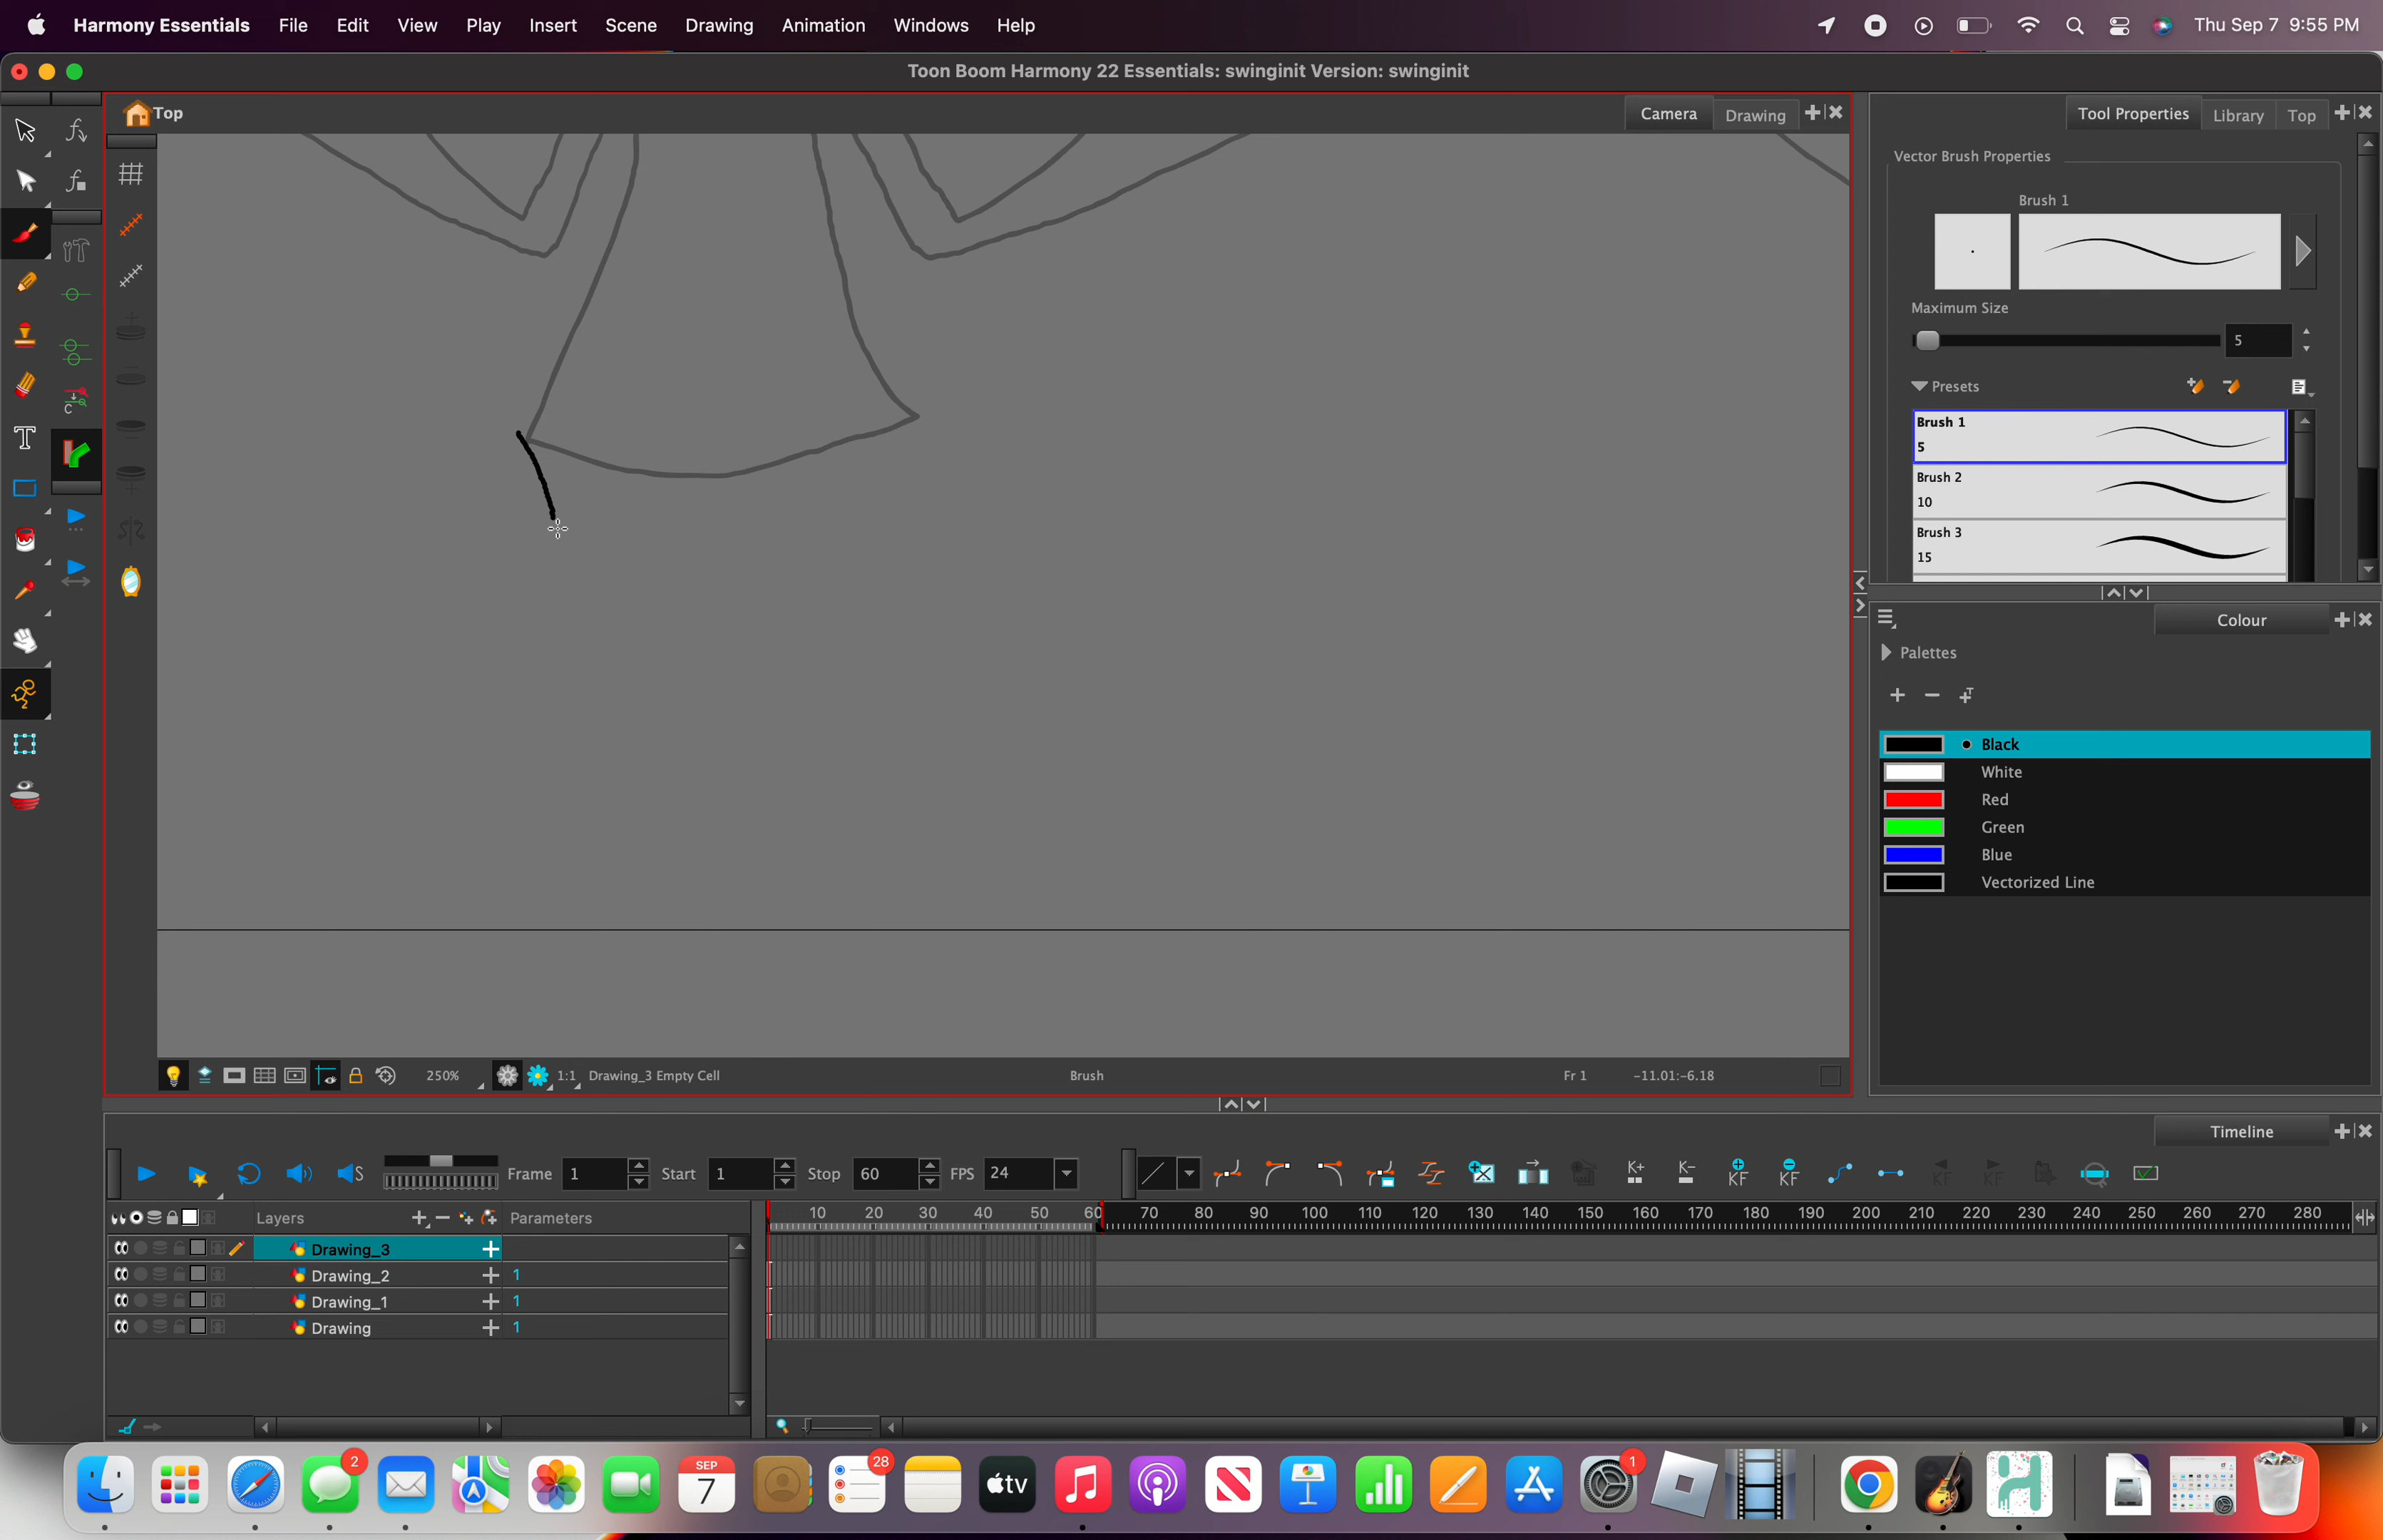 Harmony Essentials File Edit View Play Insert Scene Drawing Animation Windows Help Thu Sep 7 9:55 PM
Toon Boom Harmony 22 Essentials: swinginit Version: swinginit
Top Camera Drawing Tool Properties Library Top
Vector Brush Properties
Brush 1
Maximum Size
5
Presets
Brush 1
5
Brush 2
10
Brush 3
15
Colour
Palettes
Black
White
Red
Green
Blue
Vectorized Line
250% 1:1 Drawing_3 Empty Cell Brush Fr 1 -11.01:-6.18
Timeline
Frame 1 Start 1 Stop 60 FPS 24
Layers Parameters 10 20 30 40 50 60 70 80 90 100 110 120 130 140 150 160 170 180 190 200 210 220 230 240 250 260 270 280
Drawing_3
Drawing_2 1
Drawing_1 1
Drawing 1
2 SEP 7 28 tv 1